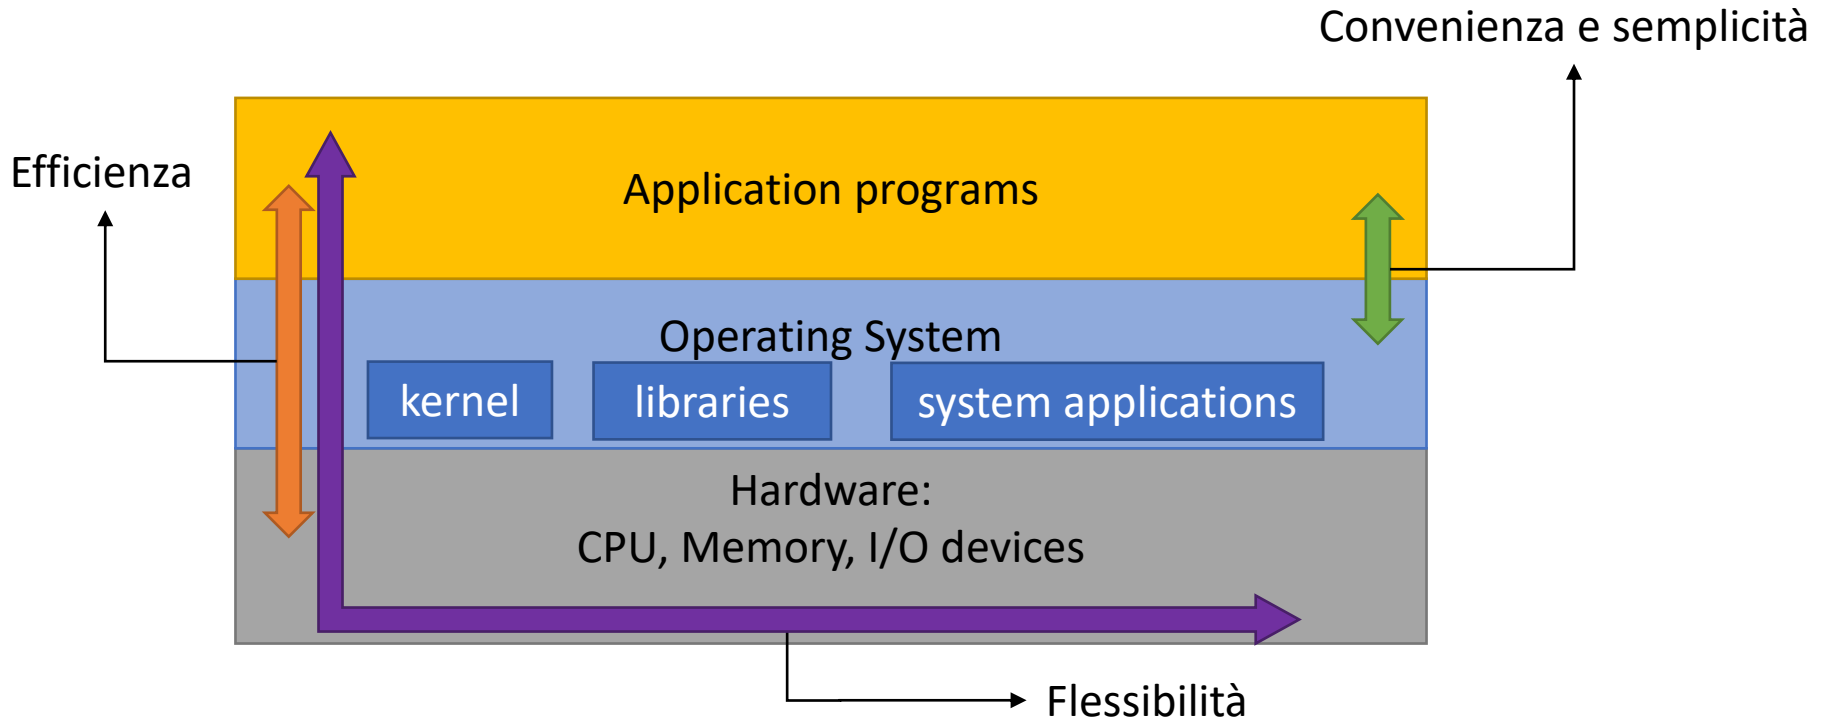 Convenienza e semplicità
Efficienza
Application programs
Operating System
kernel
libraries
system applications
Hardware:
CPU, Memory, I/O devices
Flessibilità